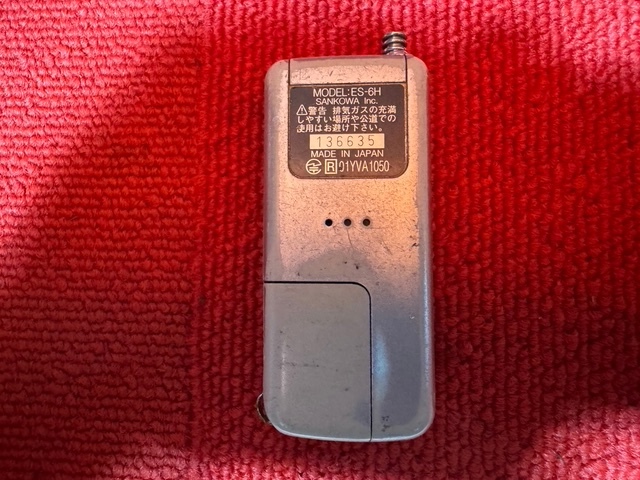 MODEL:ES-6H
SANKOWA Inc.
⚠警告 排気ガスの充満
しやすい場所や公道での
使用はお避け下さい。
136635
MADE IN JAPAN
R 01YVA1050